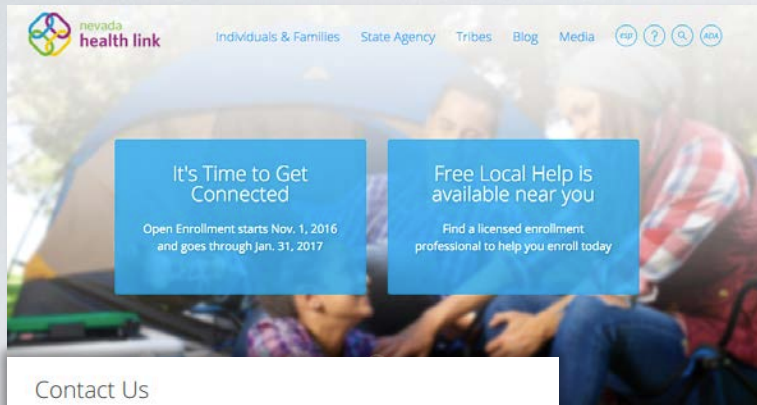 nevada
health link
Individuals & Families State Agency Tribes Blog Media esp ? ADA
It's Time to Get
Connected
Open Enrollment starts Nov. 1, 2016
and goes through Jan. 31, 2017
Free Local Help is
available near you
Find a licensed enrollment
professional to help you enroll today
Contact Us